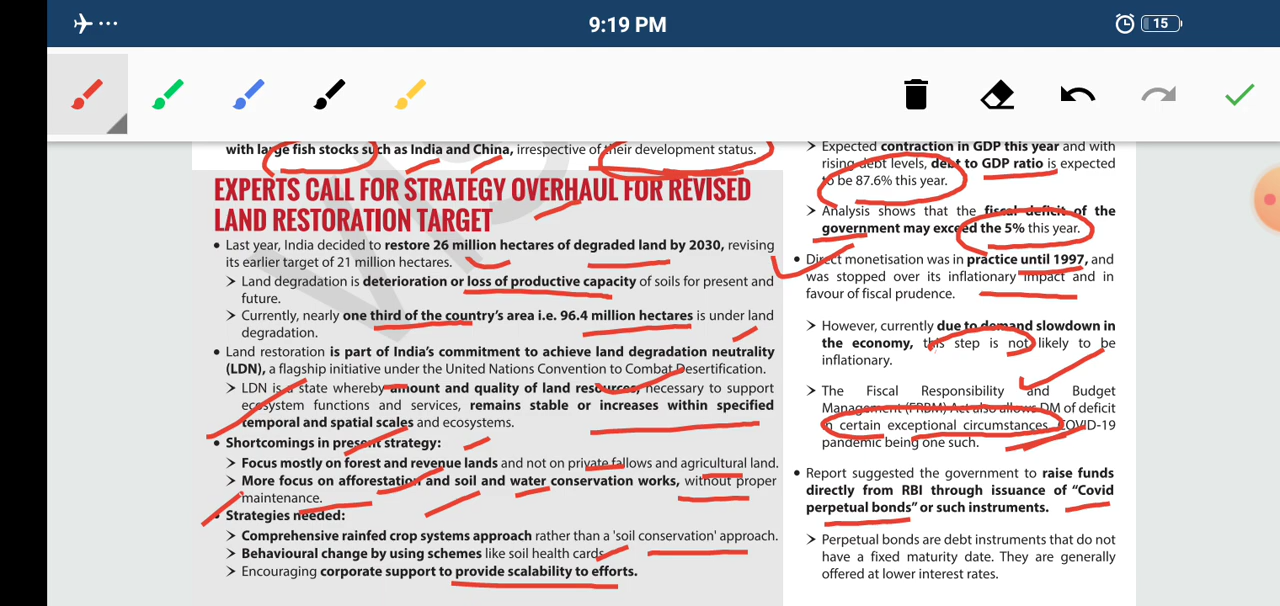 9:19 PM
15
with large fish stocks such as India and China, irrespective of their development status.
EXPERTS CALL FOR STRATEGY OVERHAUL FOR REVISED
LAND RESTORATION TARGET
• Last year, India decided to restore 26 million hectares of degraded land by 2030, revising
its earlier target of 21 million hectares.
➢ Land degradation is deterioration or loss of productive capacity of soils for present and
future.
➢ Currently, nearly one third of the country's area i.e. 96.4 million hectares is under land
degradation.
• Land restoration is part of India's commitment to achieve land degradation neutrality
(LDN), a flagship initiative under the United Nations Convention to Combat Desertification.
➢ LDN is a state whereby amount and quality of land resources, necessary to support
ecosystem functions and services, remains stable or increases within specified
temporal and spatial scales and ecosystems.
• Shortcomings in present strategy:
➢ Focus mostly on forest and revenue lands and not on private fallows and agricultural land.
➢ More focus on afforestation and soil and water conservation works, without proper
maintenance.
• Strategies needed:
➢ Comprehensive rainfed crop systems approach rather than a 'soil conservation' approach.
➢ Behavioural change by using schemes like soil health cards
➢ Encouraging corporate support to provide scalability to efforts.
➢ Expected contraction in GDP this year and with
rising debt levels, debt to GDP ratio is expected
to be 87.6% this year.
➢ Analysis shows that the fiscal deficit of the
government may exceed the 5% this year.
• Direct monetisation was in practice until 1997, and
was stopped over its inflationary impact and in
favour of fiscal prudence.
➢ However, currently due to demand slowdown in
the economy, this step is not likely to be
inflationary.
➢ The Fiscal Responsibility and Budget
Management (FRBM) Act also allows DM of deficit
in certain exceptional circumstances, COVID-19
pandemic being one such.
• Report suggested the government to raise funds
directly from RBI through issuance of "Covid
perpetual bonds" or such instruments.
➢ Perpetual bonds are debt instruments that do not
have a fixed maturity date. They are generally
offered at lower interest rates.